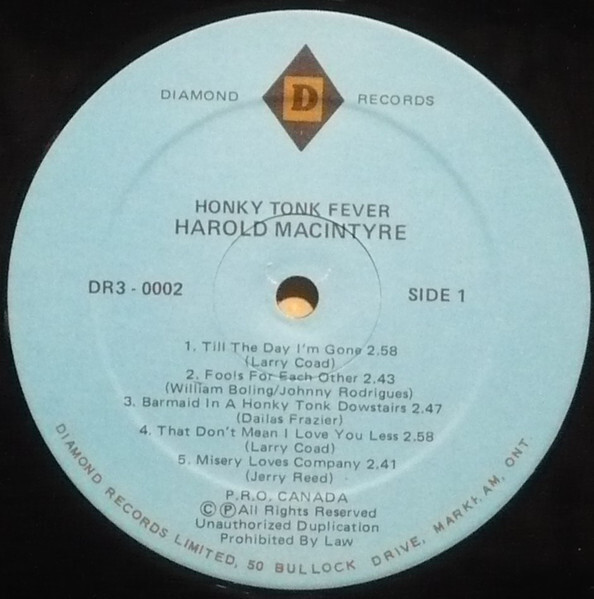 DIAMOND D RECORDS
HONKY TONK FEVER
HAROLD MACINTYRE
DR3 - 0002
SIDE 1
1. Till The Day I'm Gone 2.58
(Larry Coad)
2. Fools For Each Other 2.43
(William Boling/Johnny Rodrigues)
3. Barmaid In A Honky Tonk Dowstairs 2.47
(Dailas Frazier)
4. That Don't Mean I Love You Less 2.58
(Larry Coad)
5. Misery Loves Company 2.41
(Jerry Reed)
P.R.O. CANADA
Ⓒ Ⓟ All Rights Reserved
Unauthorized Duplication
Prohibited By Law
DIAMOND RECORDS LIMITED, 50 BULLOCK DRIVE, MARKHAM, ONT.